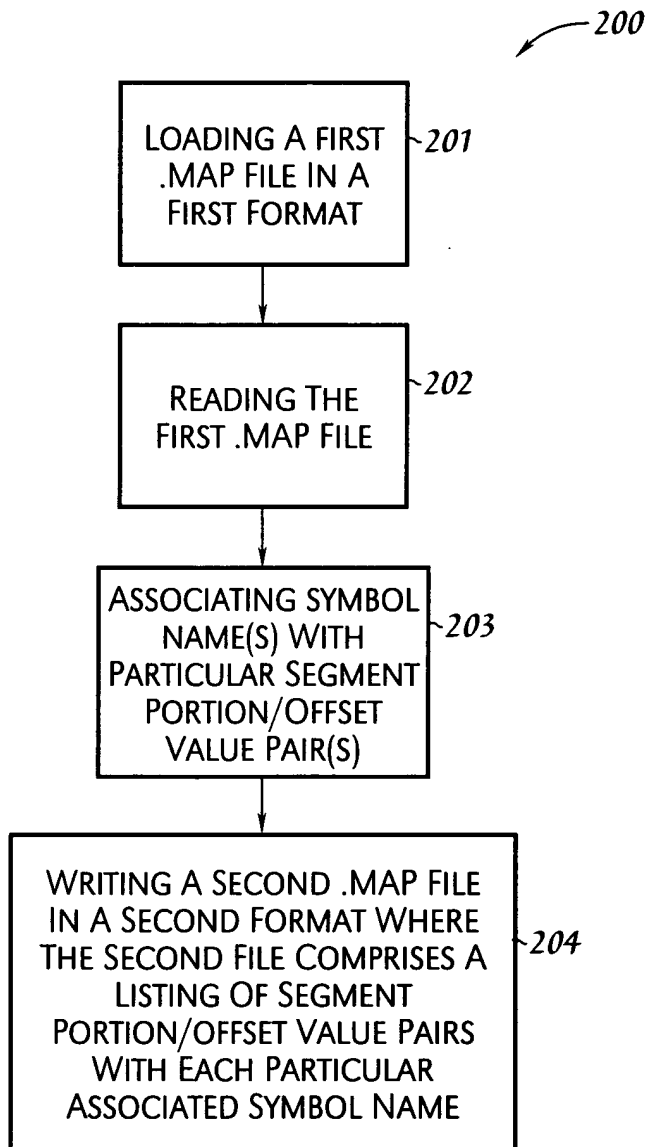 200
LOADING A FIRST
.MAP FILE IN A
FIRST FORMAT
201
READING THE
FIRST .MAP FILE
202
ASSOCIATING SYMBOL
NAME(S) WITH
PARTICULAR SEGMENT
PORTION/OFFSET
VALUE PAIR(S)
203
WRITING A SECOND .MAP FILE
IN A SECOND FORMAT WHERE
THE SECOND FILE COMPRISES A
LISTING OF SEGMENT
PORTION/OFFSET VALUE PAIRS
WITH EACH PARTICULAR
ASSOCIATED SYMBOL NAME
204